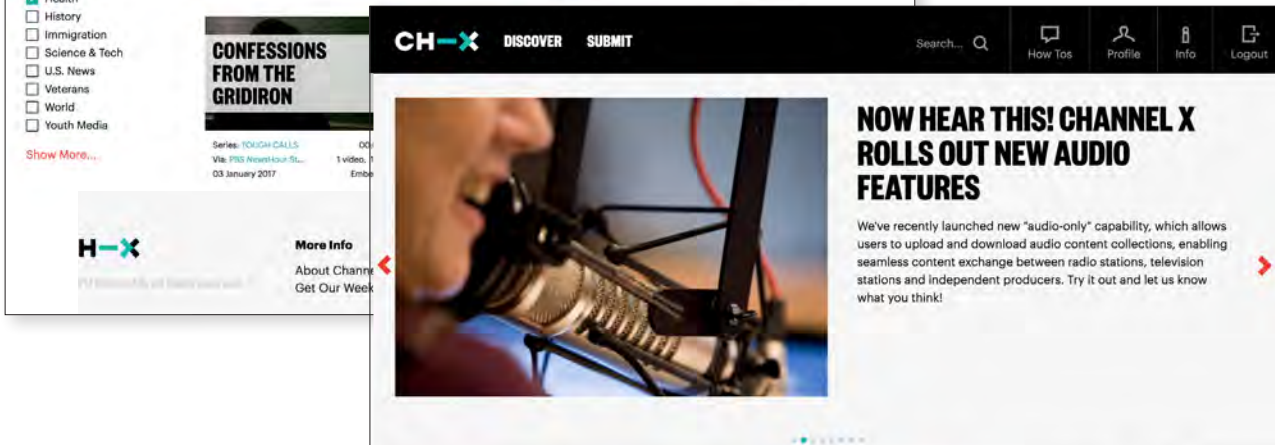 Health
History
Immigration
Science & Tech
U.S. News
Veterans
World
Youth Media
Show More...
CONFESSIONS
FROM THE
GRIDIRON
Series: TOUGH CALLS
Via: PBS NewsHour St...
1 video,
03 January 2017
H—X
More Info
About Channe
Get Our Week
CH—X
DISCOVER
SUBMIT
Search...
How Tos
Profile
Info
Logout
NOW HEAR THIS! CHANNEL X
ROLLS OUT NEW AUDIO
FEATURES
We've recently launched new "audio-only" capability, which allows
users to upload and download audio content collections, enabling
seamless content exchange between radio stations, television
stations and independent producers. Try it out and let us know
what you think!